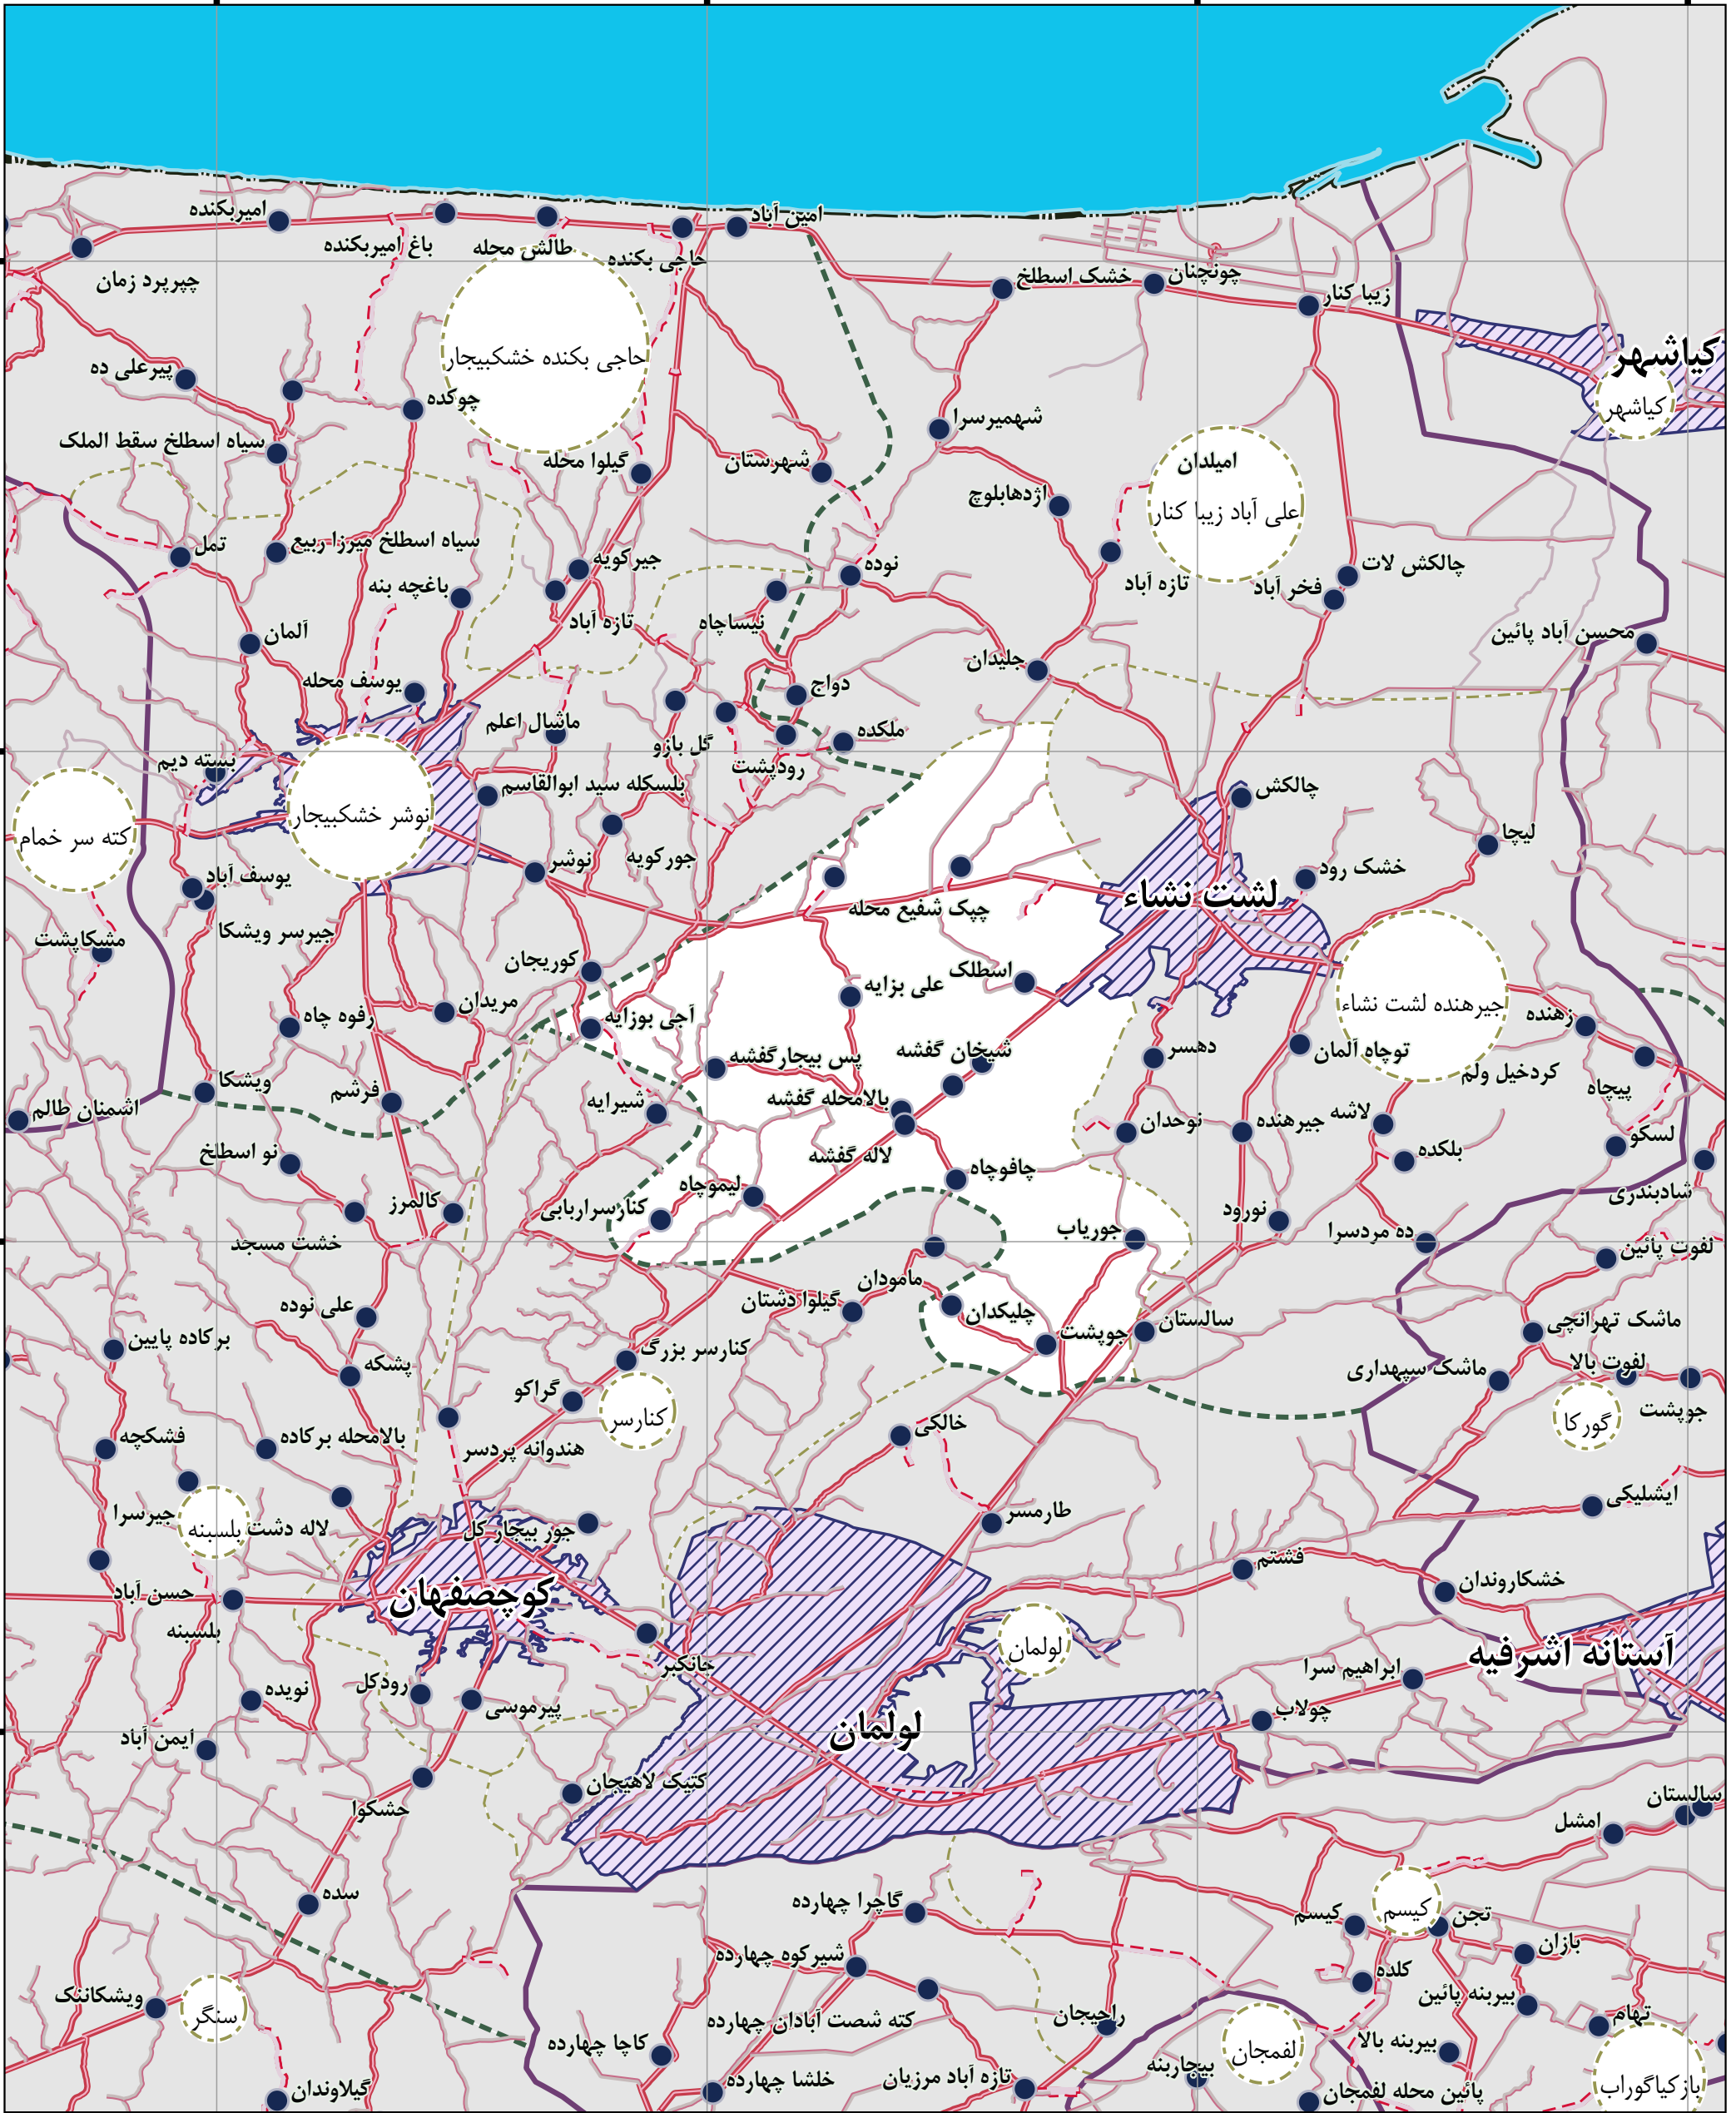 امیربکنده
امین آباد
باغ امیربکنده
طالش محله
حاجی بکنده
چپرپرد زمان
خشک اسطلخ
چونچنان
زیبا کنار
کیاشهر
حاجی بکنده خشکبیجار
پیرعلی ده
چوکده
کیاشهر
شهمیرسرا
سیاه اسطلخ سقط الملک
گیلوا محله
شهرستان
امیلدان
اژدهابلوچ
علی آباد زیبا کنار
تمل
سیاه اسطلخ میرزا ربیع
جیرکویه
نوده
چالکش لات
باغچه بنه
تازه آباد
فخر آباد
تازه آباد
نیساچاه
آلمان
محسن آباد پائین
جلیدان
یوسف محله
دواج
ماشال اعلم
گل بازو
ملکده
بسته دیم
رودپشت
بلسکله سید ابوالقاسم
چالکش
نوشر خشکبیجار
کته سر خمام
لیچا
نوشر
جورکویه
خشک رود
یوسف آباد
لشت نشاء
چپک شفیع محله
جیرسر ویشکا
مشکاپشت
کوریجان
اسطلک
علی بزایه
جیرهنده لشت نشاء
مریدان
رفوه چاه
آجی بوزایه
زهنده
شیخان گفشه
پس بیجارگفشه
دهسر
توچاه آلمان
کردخیل ولم
پیچاه
ویشکا
فرشم
شیرایه
بالامحله گفشه
اشمنان طالم
نوحدان
جیرهنده
لاشه
لسکو
نو اسطلخ
لاله گفشه
چافوچاه
بلکده
لیموچاه
شادبندری
کالمرز
کنارسراربابی
نورود
خشت مسجد
جورپاب
ده مردسرا
لفوت پائین
مامودان
گیلوا دشتان
علی نوده
چلیکدان
سالستان
ماشک تهرانچی
برکاده پایین
جوپشت
کنارسر بزرگ
پشکه
لفوت بالا
ماشک سپهداری
گراکو
کنارسر
گورکا
جوپشت
فشکچه
بالامحله برکاده
هندوانه پردسر
خالکی
ایشلیکی
جیرسرا
بلسبنه
لاله دشت
جور بیجار کل
طارمسر
فشتم
حسن آباد
کوچصفهان
خشکاروندان
بلسبنه
لولمان
آستانه اشرفیه
جانکبر
ابراهیم سرا
نویده
رودکل
پیرموسی
چولاب
ایمن آباد
لولمان
کتیک لاهیجان
سالستان
خشکوا
امشل
سده
گاچرا چهارده
کیسم
کیسم
تجن
بازان
شیرکوه چهارده
کلده
ویشکاننک
سنگر
بیربنه پائین
کته شصت آبادان چهارده
راجیجان
تهام
کاچا چهارده
لفمجان
بیربنه بالا
بیجاربنه
گیلاوندان
خلشا چهارده
تازه آباد مرزیان
پائین محله لفمجان
بازکیاگوراب